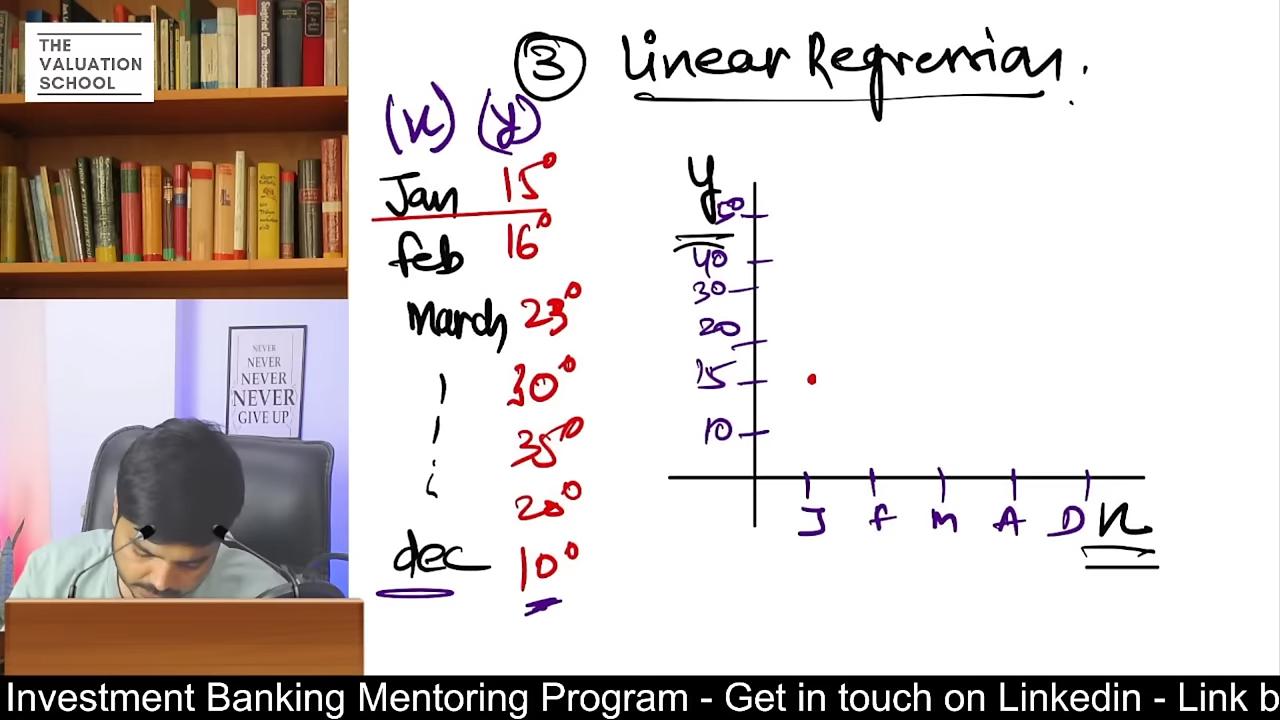 THE
VALUATION
SCHOOL
③ Linear Regression.
(x) (y)
Jan 15°
feb 16°
March 23°
30°
35°
20°
dec 10°
y
50
40
30
20
15
10
J f M A D x
NEVER
NEVER
NEVER
NEVER
GIVE UP
Investment Banking Mentoring Program - Get in touch on Linkedin - Link b